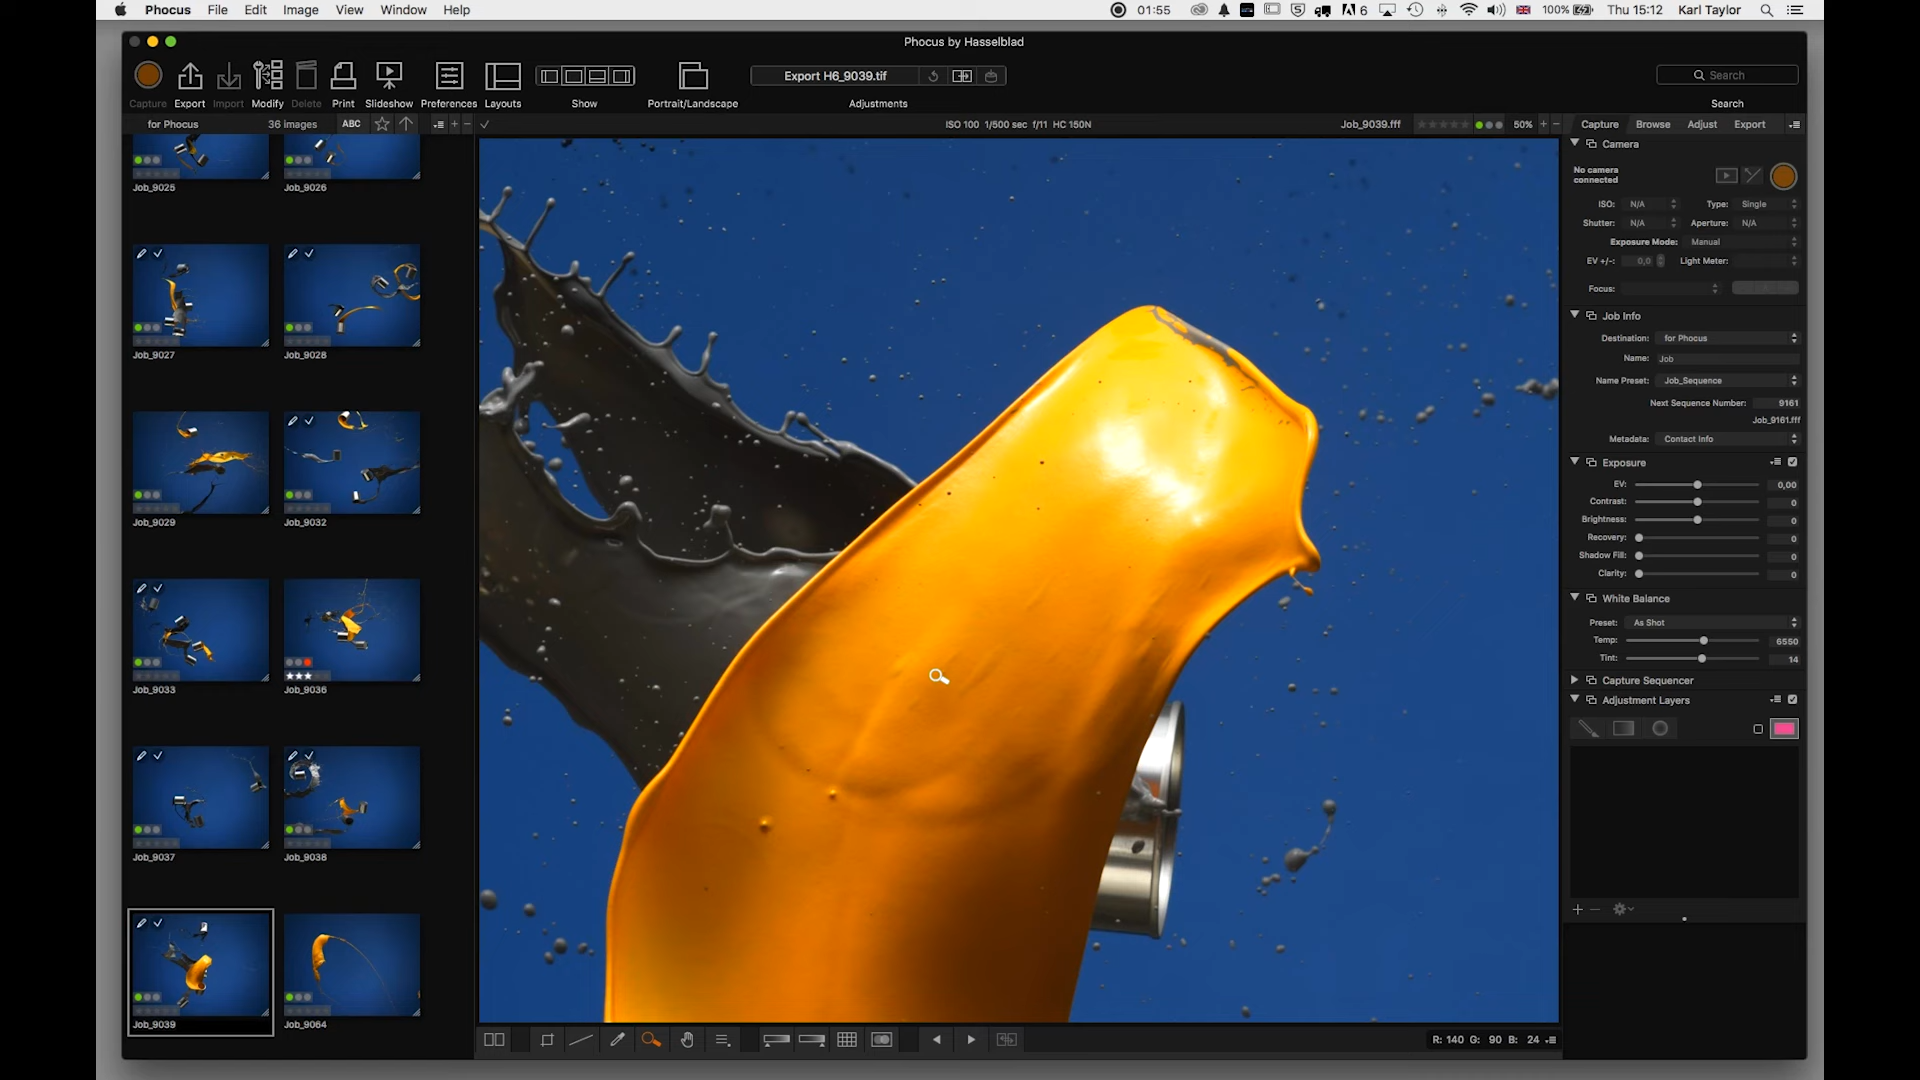 Phocus File Edit Image View Window Help 01:55 6 100% Thu 15:12 Karl Taylor
Phocus by Hasselblad
Export H6_9039.tif
Search
Capture Export Import Modify Delete Print Slideshow Preferences Layouts Show Portrait/Landscape Adjustments Search
for Phocus 36 images ABC ISO 100 1/500 sec f/11 HC 150N Job_9039.fff 50% Capture Browse Adjust Export
Camera
No camera
connected
ISO: N/A Type: Single
Shutter: N/A Aperture: N/A
Exposure Mode: Manual
EV +/-: 0,0 Light Meter:
Focus:
Job Info
Destination: for Phocus
Name: Job
Name Preset: Job_Sequence
Next Sequence Number: 9161
Job_9161.fff
Metadata: Contact Info
Exposure
EV: 0,00
Contrast: 0
Brightness: 0
Recovery: 0
Shadow Fill: 0
Clarity: 0
White Balance
Preset: As Shot
Temp: 6550
Tint: 14
Capture Sequencer
Adjustment Layers
Job_9025 Job_9026
Job_9027 Job_9028
Job_9029 Job_9032
Job_9033 Job_9036
Job_9037 Job_9038
Job_9039 Job_9064
R: 140 G: 90 B: 24